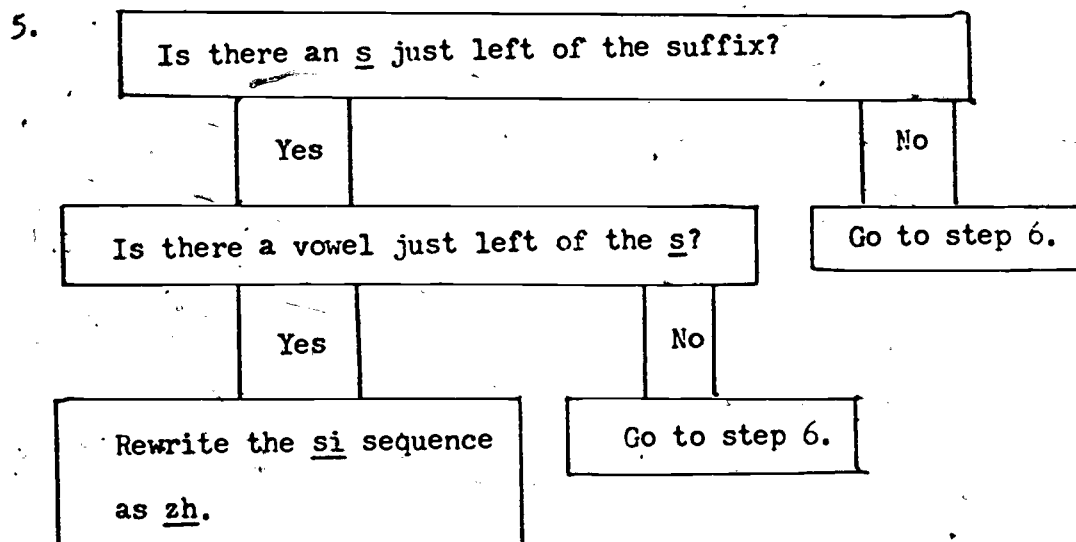 5.
Is there an s just left of the suffix?
Yes
No
Is there a vowel just left of the s?
Go to step 6.
Yes
No
Rewrite the si sequence
as zh.
Go to step 6.